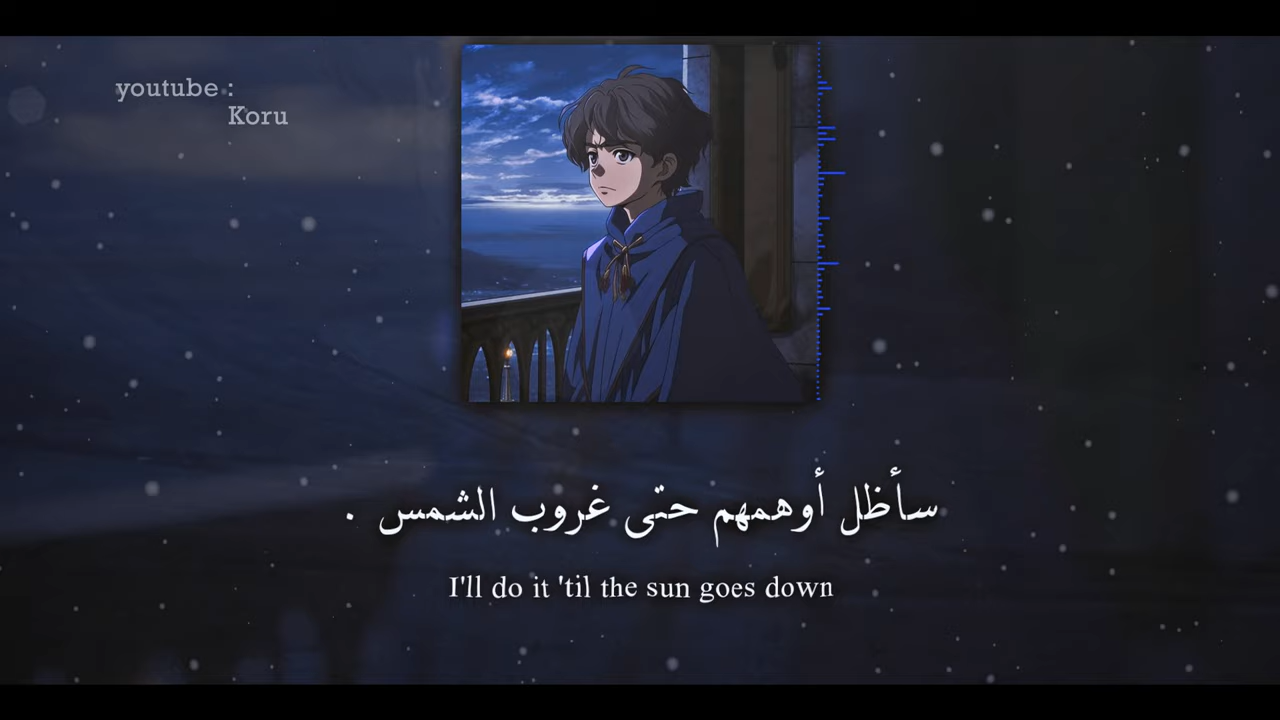 youtube :
Koru
سأظل أوهمهم حتى غروب الشمس .
I'll do it 'til the sun goes down